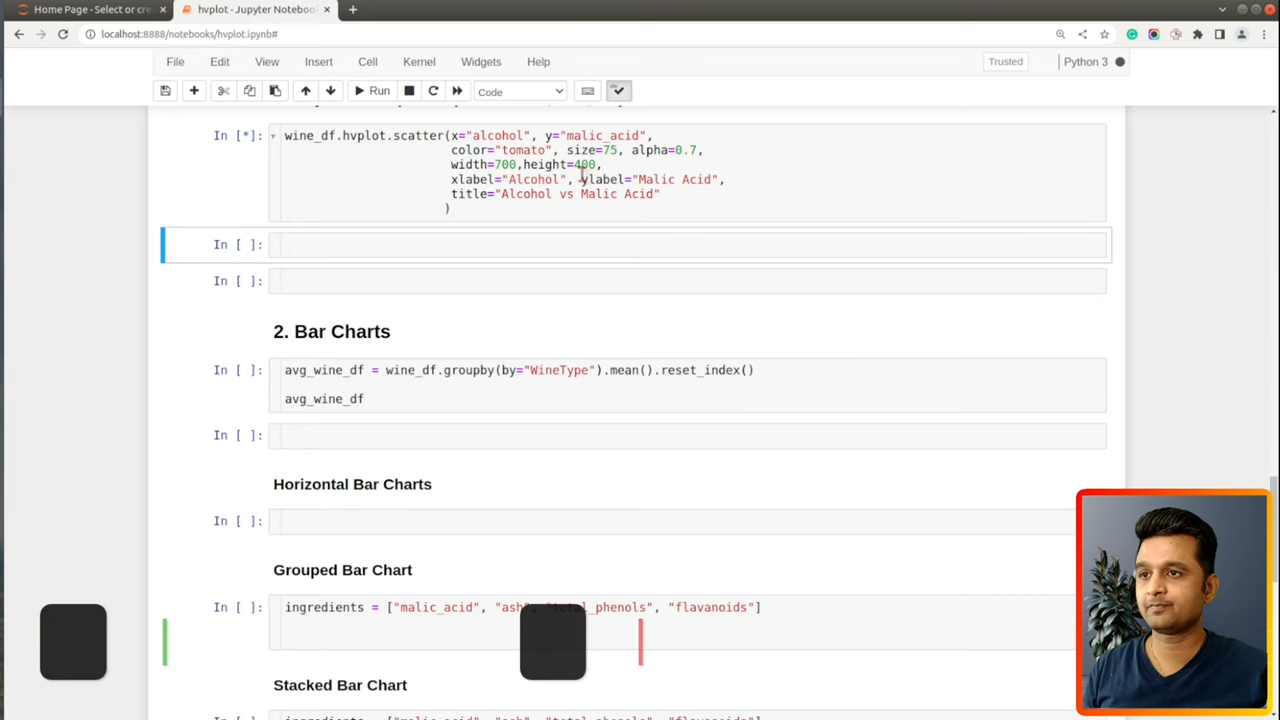 Home Page - Select or cre
hvplot - Jupyter Notebo
localhost:8888/notebooks/hvplot.ipynb#
File Edit View Insert Cell Kernel Widgets Help
Trusted
Python 3
Run
Code
In [*]:
wine_df.hvplot.scatter(x="alcohol", y="malic_acid",
color="tomato", size=75, alpha=0.7,
width=700,height=400,
xlabel="Alcohol", ylabel="Malic Acid",
title="Alcohol vs Malic Acid"
)
In [ ]:
In [ ]:
2. Bar Charts
In [ ]:
avg_wine_df = wine_df.groupby(by="WineType").mean().reset_index()
avg_wine_df
In [ ]:
Horizontal Bar Charts
In [ ]:
Grouped Bar Chart
In [ ]:
ingredients = ["malic_acid", "ash", "total_phenols", "flavanoids"]
Stacked Bar Chart